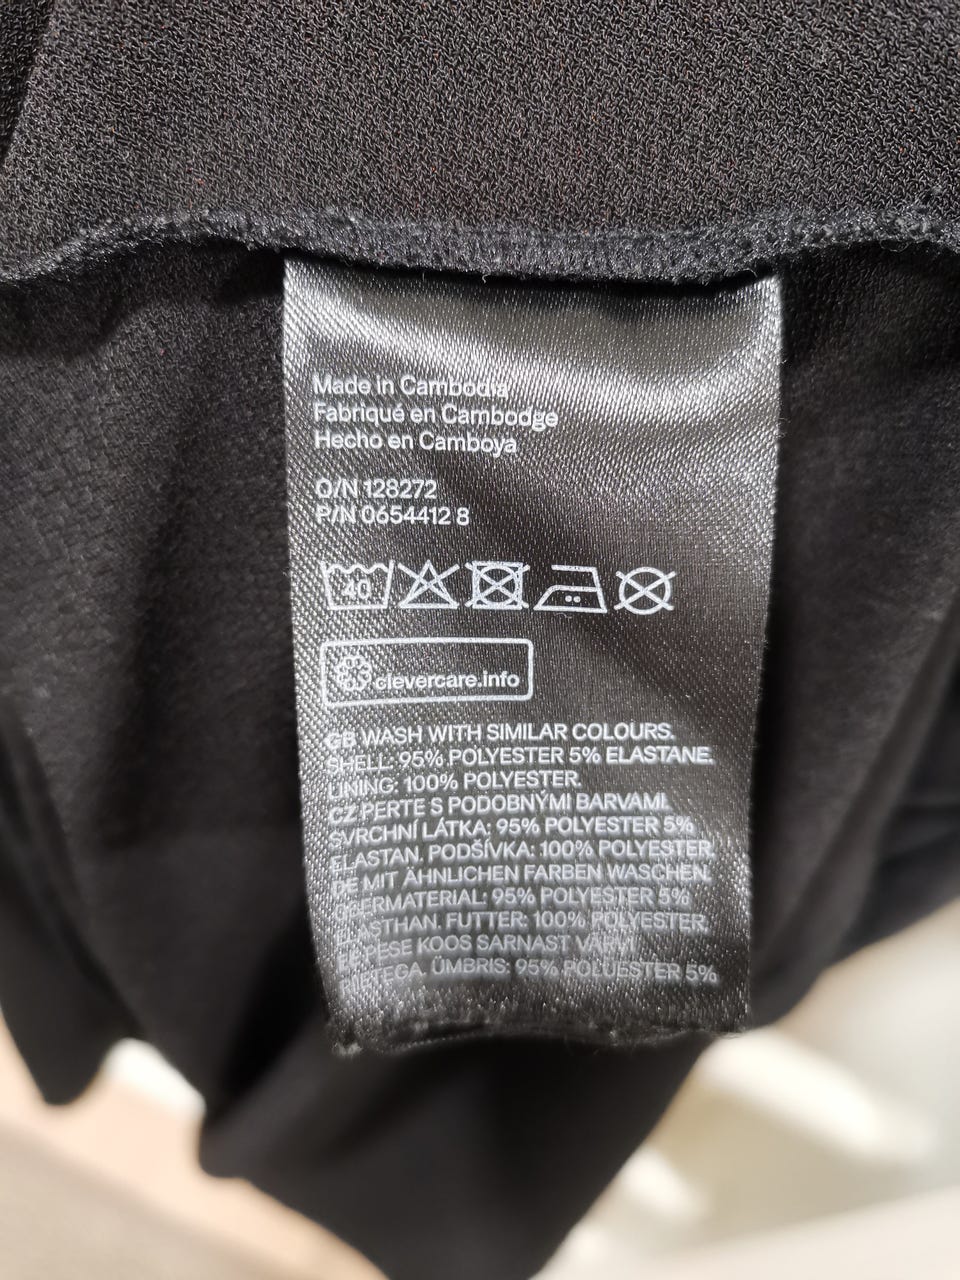 Made in Cambodia
Fabriqué en Cambodge
Hecho en Camboya
O/N 128272
P/N 0654412 8
40
clevercare.info
GB WASH WITH SIMILAR COLOURS.
SHELL: 95% POLYESTER 5% ELASTANE.
LINING: 100% POLYESTER.
CZ PERTE S PODOBNÝMI BARVAMI.
SVRCHNÍ LÁTKA: 95% POLYESTER 5%
ELASTAN. PODŠÍVKA: 100% POLYESTER.
DE MIT ÄHNLICHEN FARBEN WASCHEN.
OBERMATERIAL: 95% POLYESTER 5%
ELASTHAN. FUTTER: 100% POLYESTER.
PESE KOOS SARNAST VÄRVI
ÜMBRIS: 95% POLÜESTER 5%